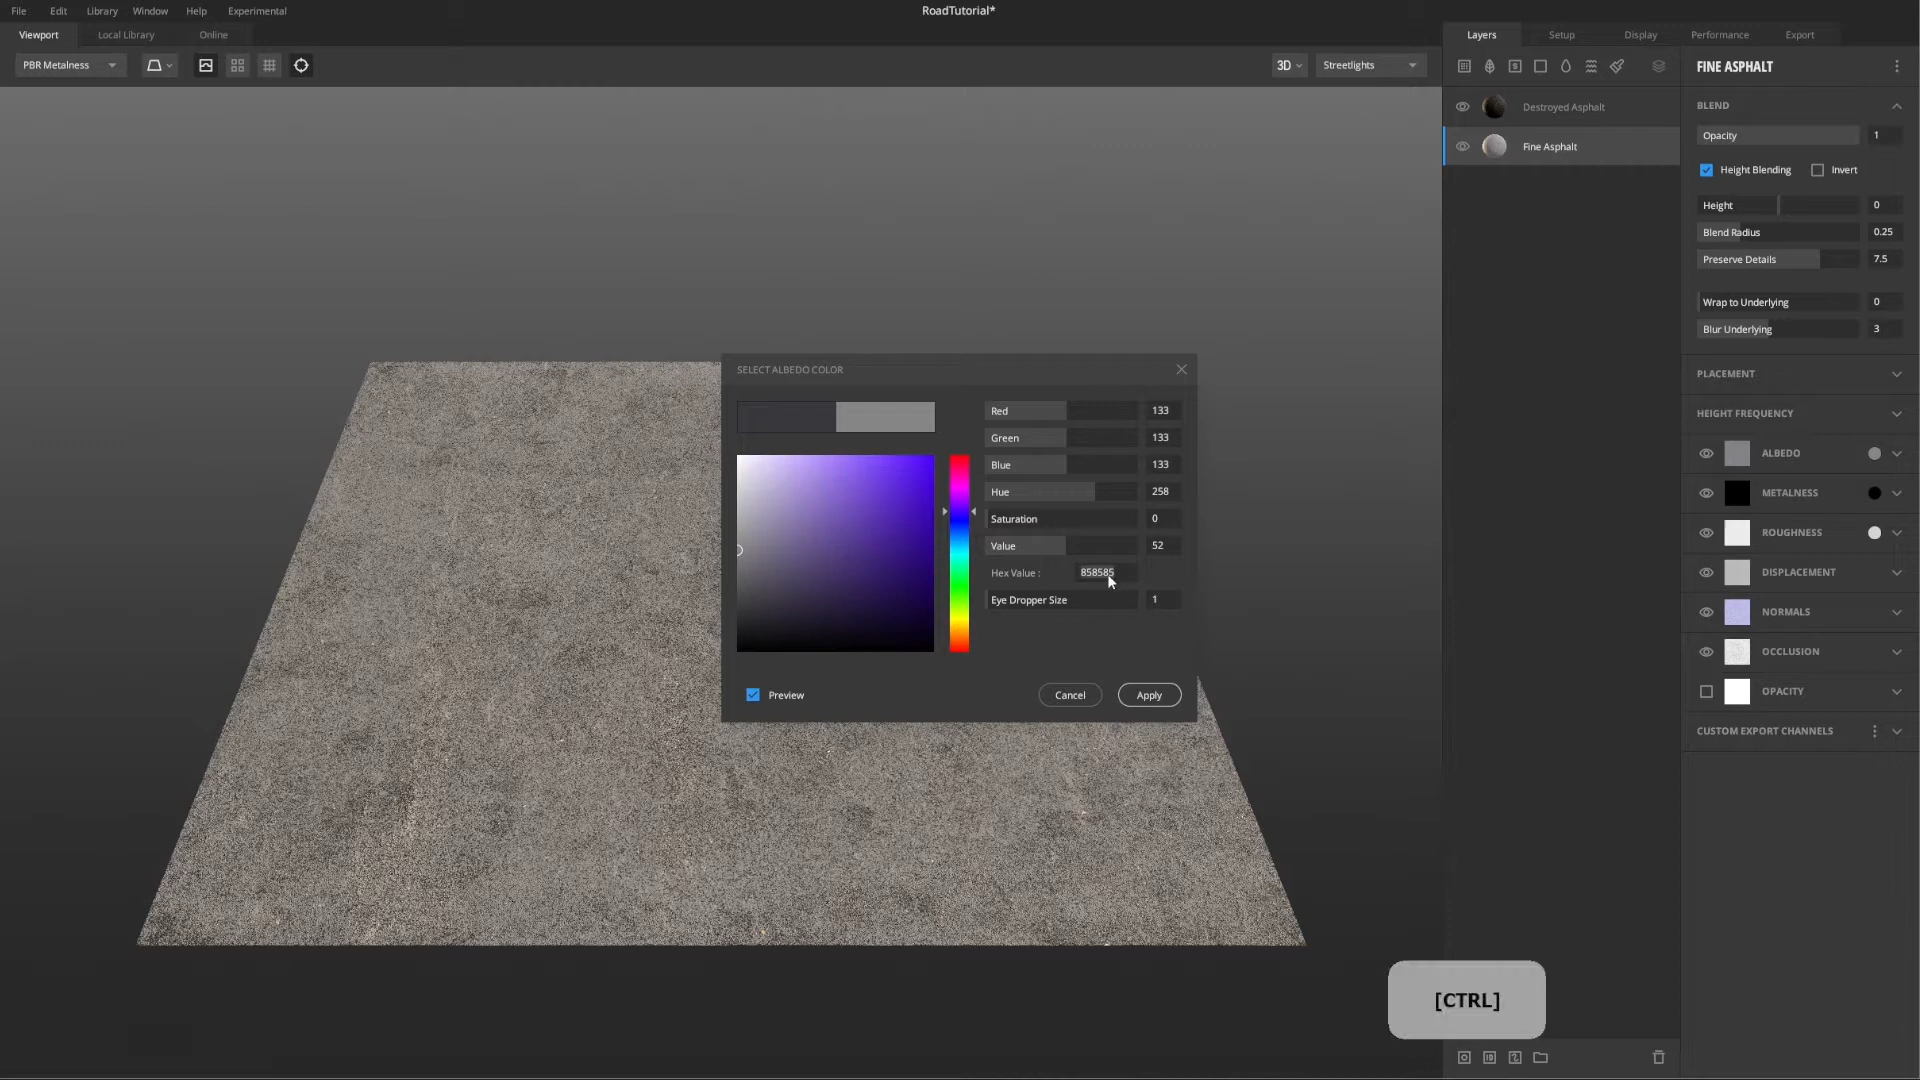 File Edit Library Window Help Experimental
RoadTutorial*
Viewport Local Library Online
PBR Metalness
3D Streetlights
Layers Setup Display Performance Export
Destroyed Asphalt
Fine Asphalt
FINE ASPHALT
BLEND
Opacity 1
Height Blending Invert
Height 0
Blend Radius 0.25
Preserve Details 7.5
Wrap to Underlying 0
Blur Underlying 3
PLACEMENT
HEIGHT FREQUENCY
ALBEDO
METALNESS
ROUGHNESS
DISPLACEMENT
NORMALS
OCCLUSION
OPACITY
CUSTOM EXPORT CHANNELS
SELECT ALBEDO COLOR
Red 133
Green 133
Blue 133
Hue 258
Saturation 0
Value 52
Hex Value : 858585
Eye Dropper Size 1
Preview
Cancel Apply
[CTRL]